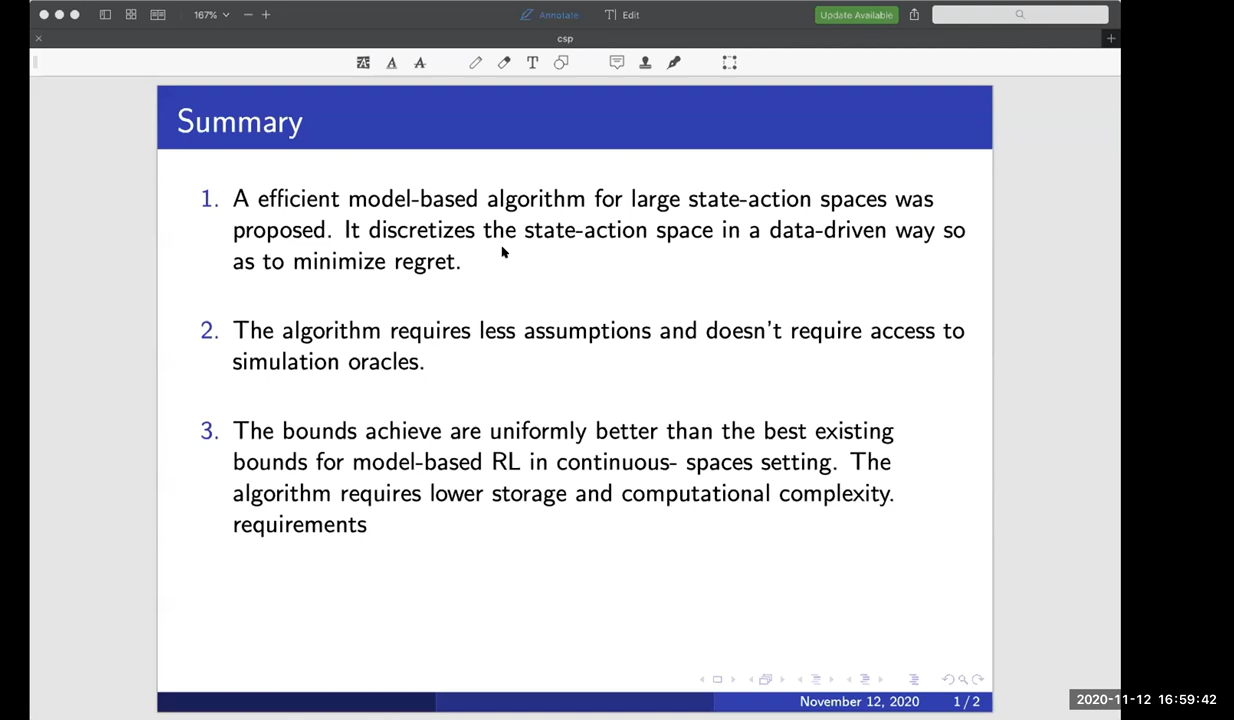 167%
Annotate
Edit
Update Available
csp
Summary
1. A efficient model-based algorithm for large state-action spaces was
proposed. It discretizes the state-action space in a data-driven way so
as to minimize regret.
2. The algorithm requires less assumptions and doesn't require access to
simulation oracles.
3. The bounds achieve are uniformly better than the best existing
bounds for model-based RL in continuous- spaces setting. The
algorithm requires lower storage and computational complexity.
requirements
November 12, 2020 1 / 2
2020-11-12 16:59:42